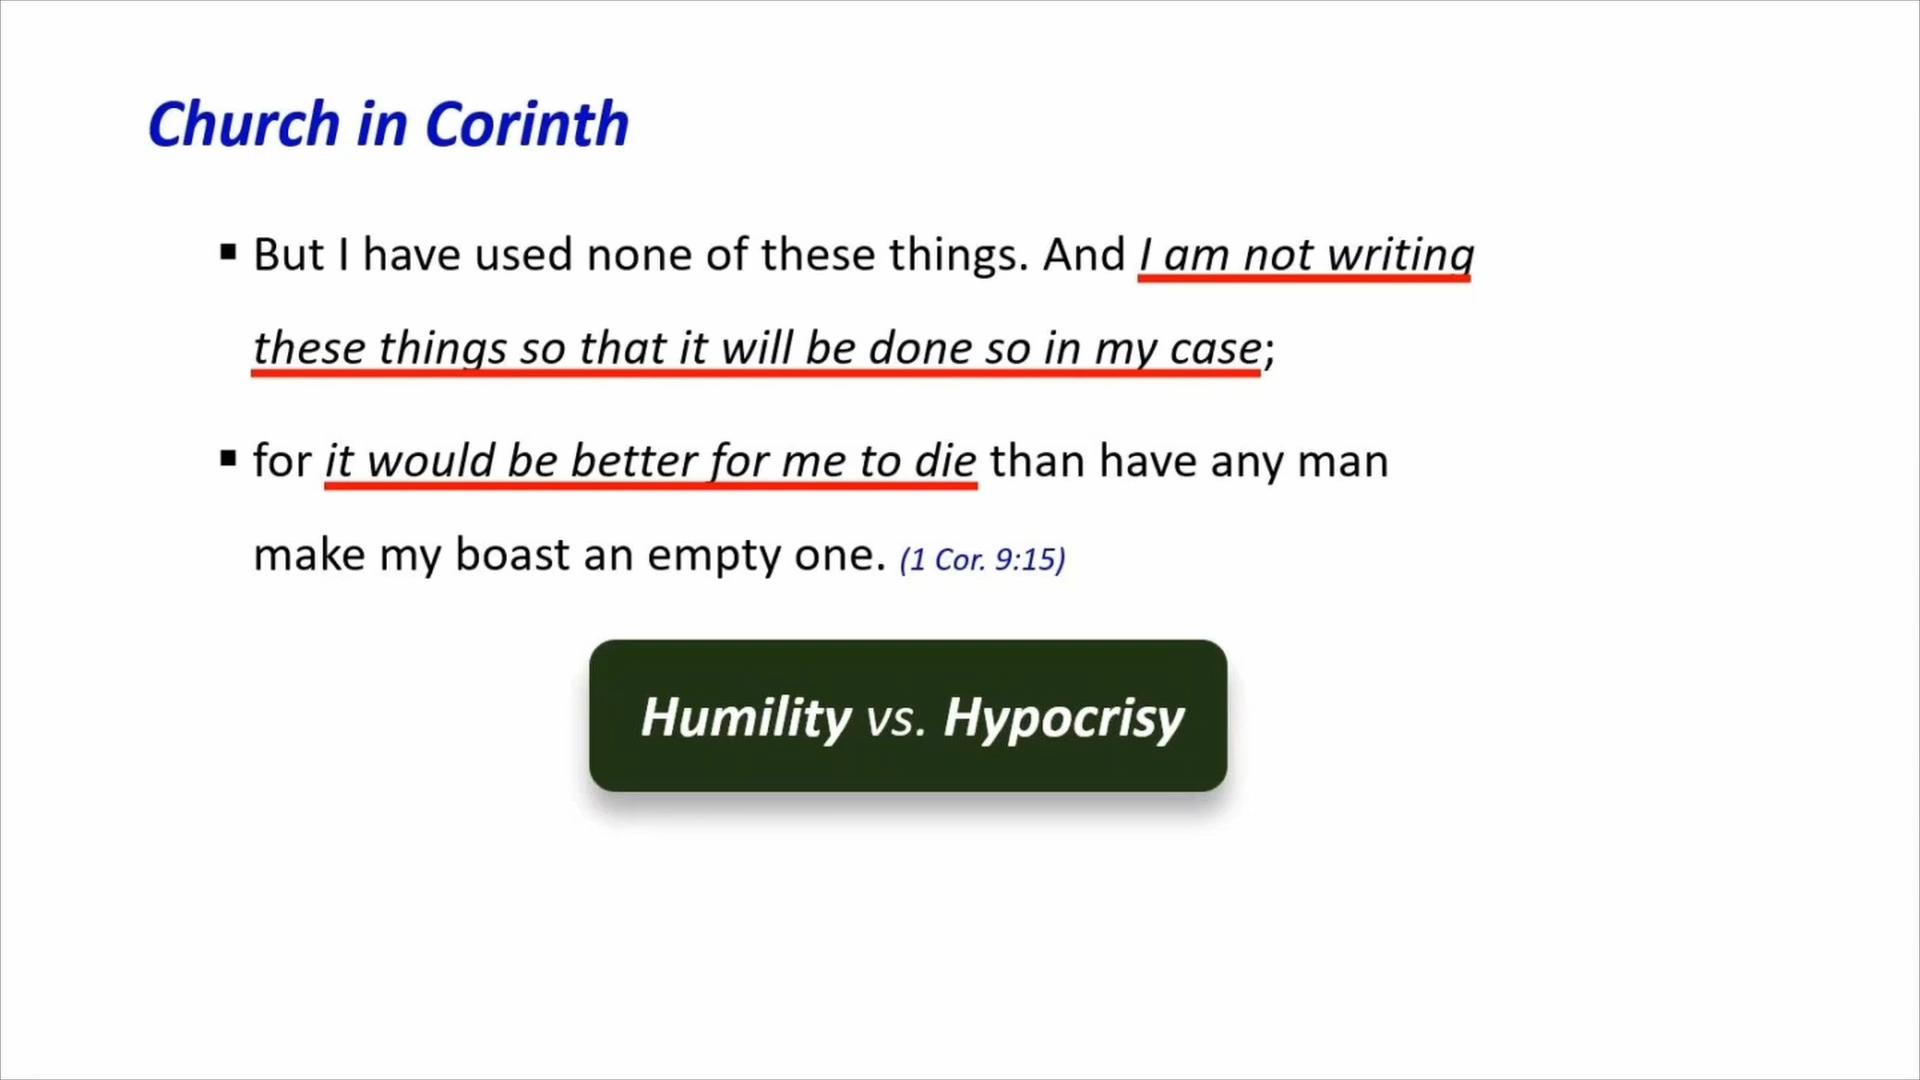 Church in Corinth
▪ But I have used none of these things. And I am not writing
these things so that it will be done so in my case;
▪ for it would be better for me to die than have any man
make my boast an empty one. (1 Cor. 9:15)
Humility vs. Hypocrisy